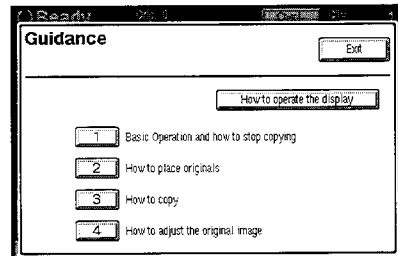 Ready
Guidance
Exit
How to operate the display
1 Basic Operation and how to stop copying
2 How to place originals
3 How to copy
4 How to adjust the original image